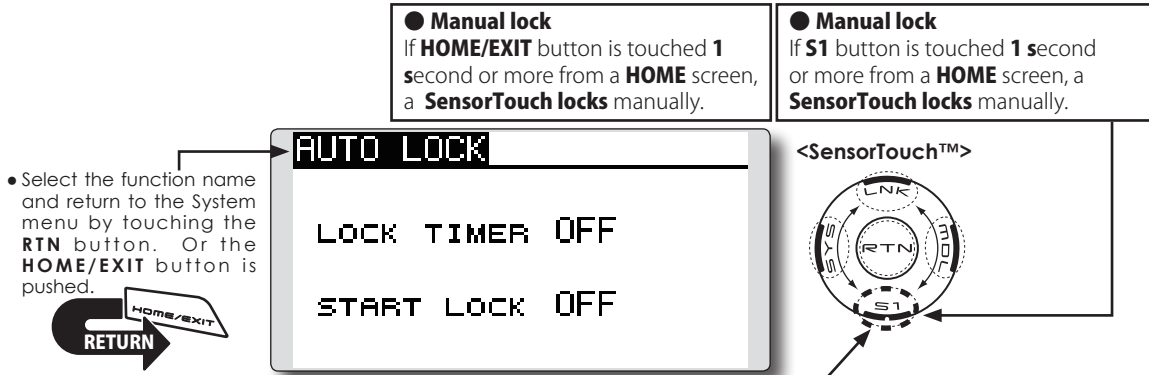 ● Manual lock
If HOME/EXIT button is touched 1
second or more from a HOME screen,
a SensorTouch locks manually.
● Manual lock
If S1 button is touched 1 second
or more from a HOME screen, a
SensorTouch locks manually.
● Select the function name
and return to the System
menu by touching the
RTN button. Or the
HOME/EXIT button is
pushed.
HOME/EXIT
RETURN
AUTO LOCK
LOCK TIMER OFF
START LOCK OFF
<SensorTouch™>
LNK
SYS
RTN
MDL
S1